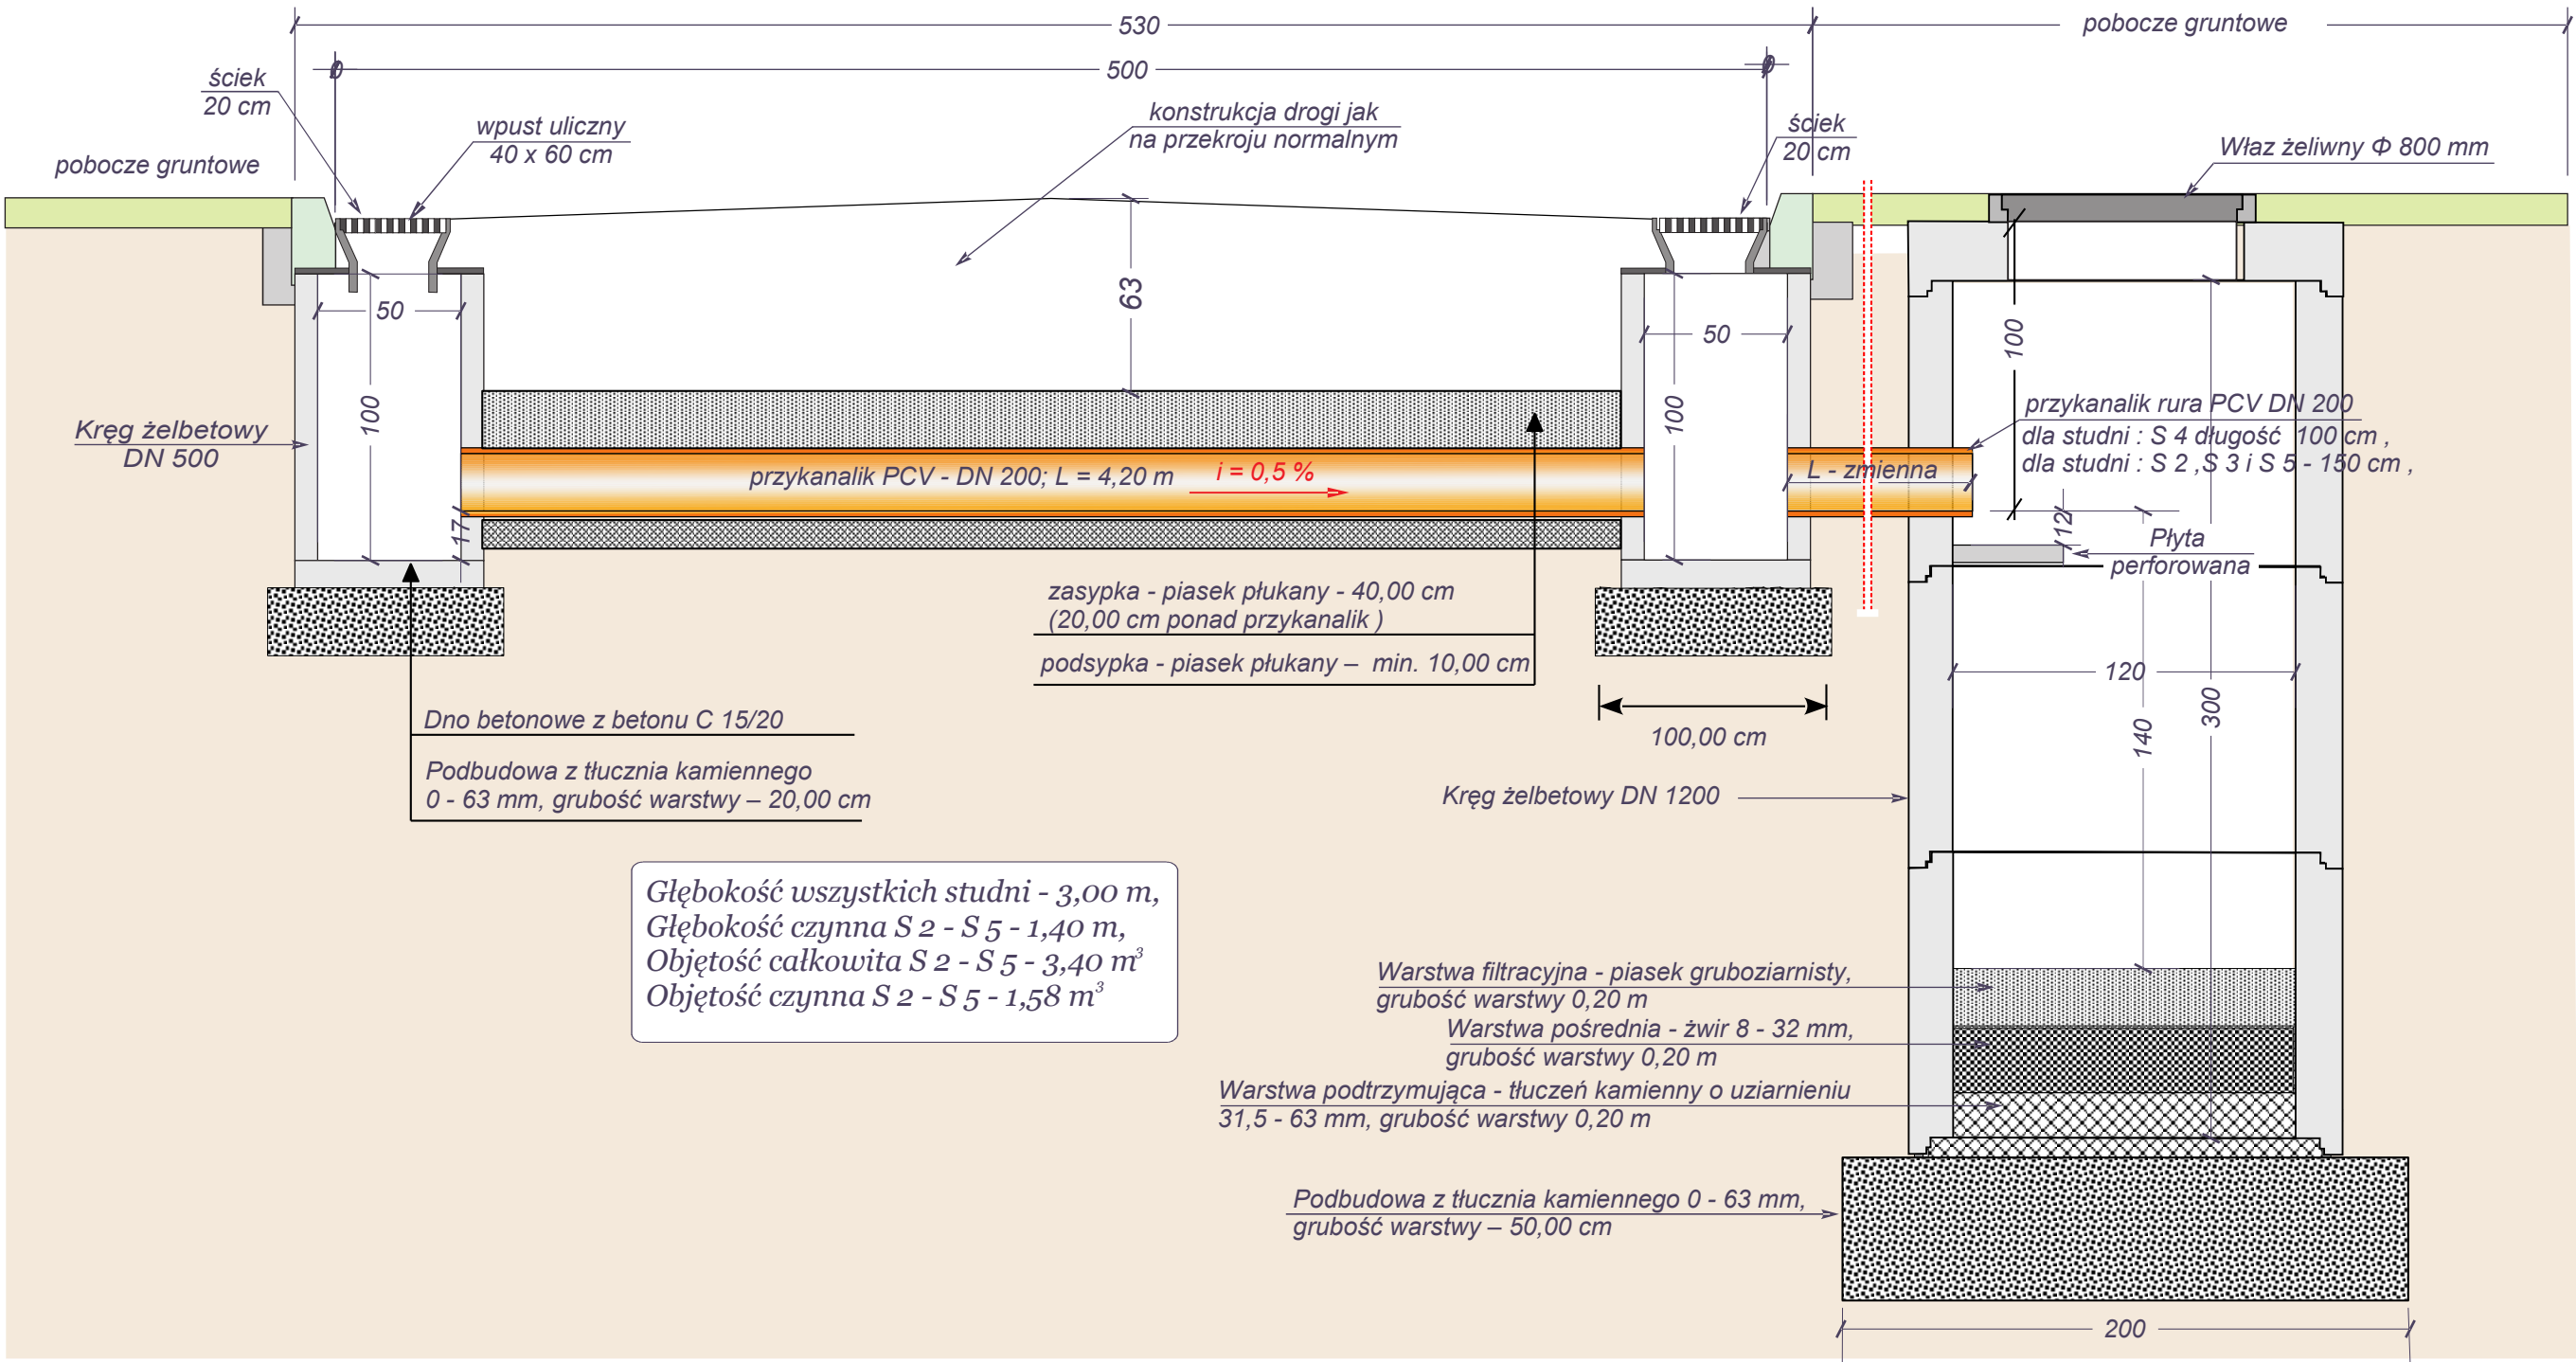 530
pobocze gruntowe
500
ściek
20 cm
wpust uliczny
40 x 60 cm
konstrukcja drogi jak
na przekroju normalnym
ściek
20 cm
Właz żeliwny Φ 800 mm
pobocze gruntowe
63
50
100
50
100
100
Kręg żelbetowy
DN 500
przykanalik rura PCV DN 200
dla studni : S 4 długość 100 cm ,
dla studni : S 2 ,S 3 i S 5 - 150 cm ,
przykanalik PCV - DN 200; L = 4,20 m
i = 0,5 %
L - zmienna
17
12
Płyta
perforowana
zasypka - piasek płukany - 40,00 cm
(20,00 cm ponad przykanalik )
podsypka - piasek płukany – min. 10,00 cm
120
300
140
100,00 cm
Dno betonowe z betonu C 15/20
Podbudowa z tłucznia kamiennego
0 - 63 mm, grubość warstwy – 20,00 cm
Kręg żelbetowy DN 1200
Głębokość wszystkich studni - 3,00 m,
Głębokość czynna S 2 - S 5 - 1,40 m,
Objętość całkowita S 2 - S 5 - 3,40 m³
Objętość czynna S 2 - S 5 - 1,58 m³
Warstwa filtracyjna - piasek gruboziarnisty,
grubość warstwy 0,20 m
Warstwa pośrednia - żwir 8 - 32 mm,
grubość warstwy 0,20 m
Warstwa podtrzymująca - tłuczeń kamienny o uziarnieniu
31,5 - 63 mm, grubość warstwy 0,20 m
Podbudowa z tłucznia kamiennego 0 - 63 mm,
grubość warstwy – 50,00 cm
200